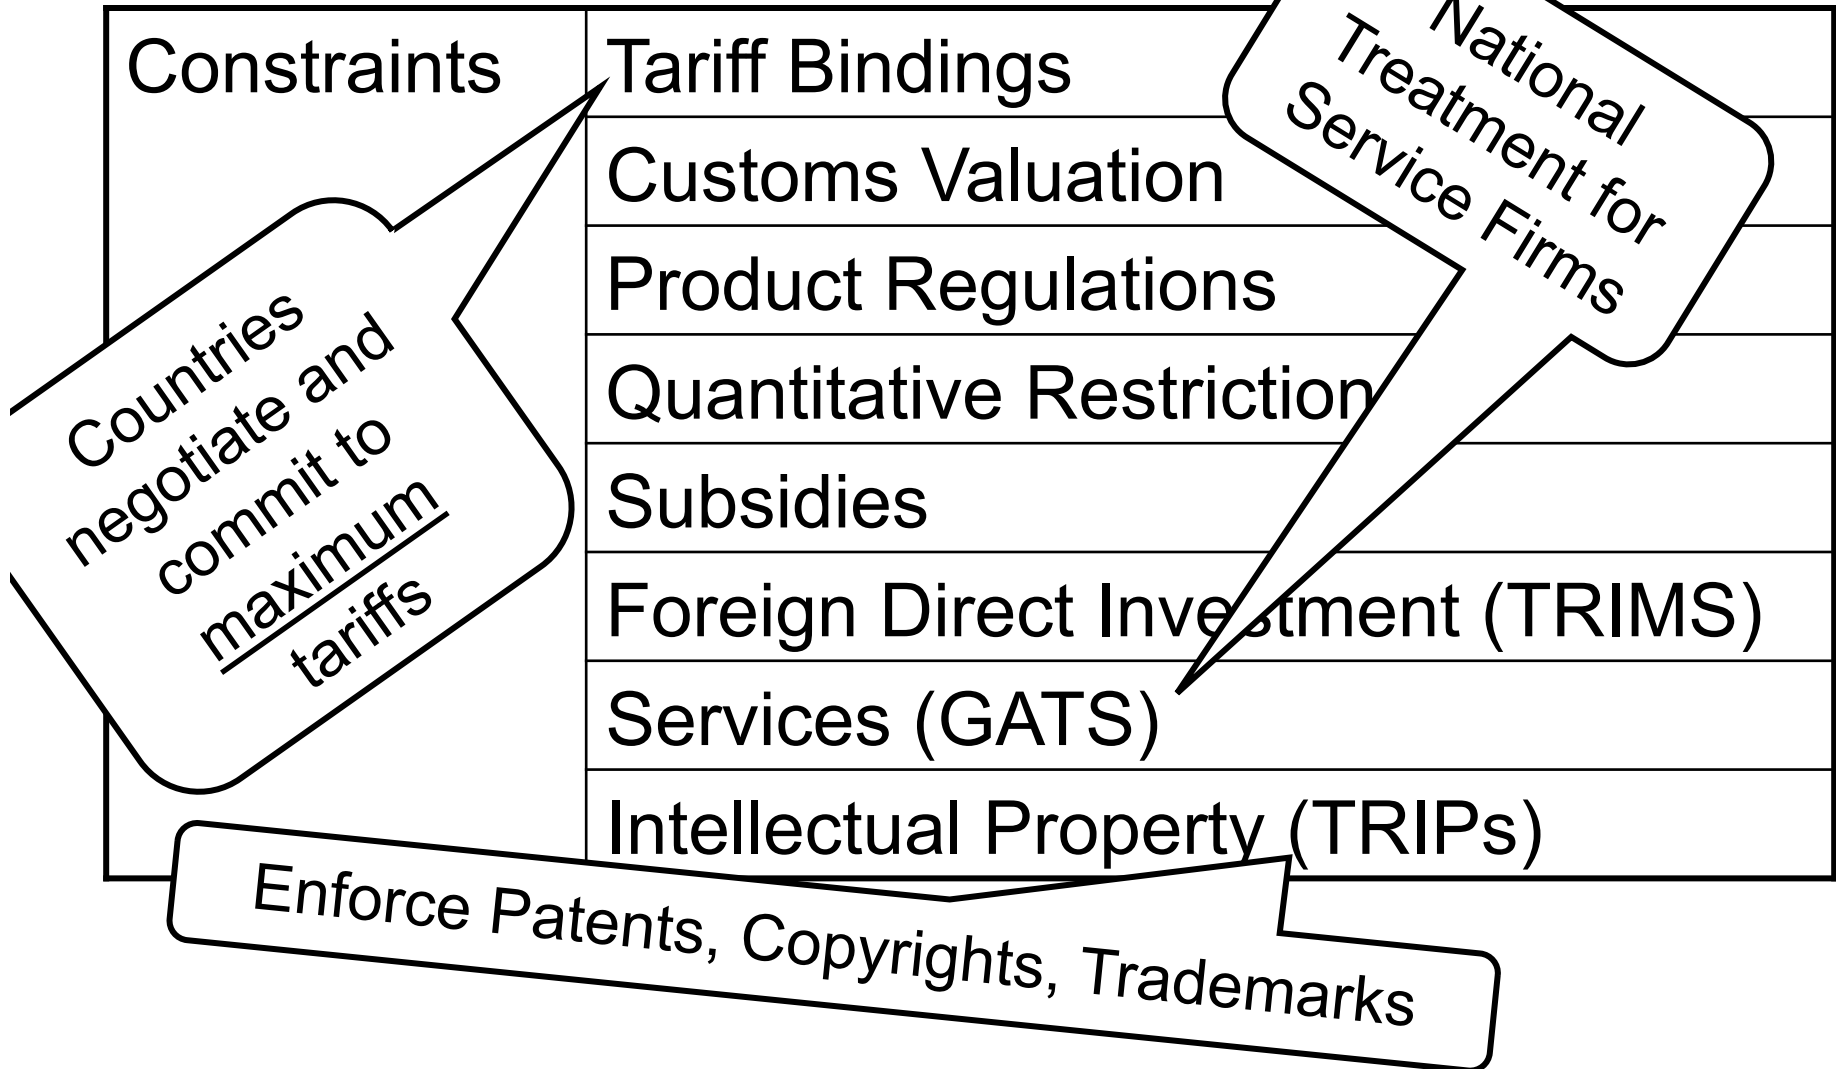 Constraints
Tariff Bindings
Customs Valuation
Product Regulations
Quantitative Restriction
Subsidies
Foreign Direct Investment (TRIMS)
Services (GATS)
Intellectual Property (TRIPs)
Countries
negotiate and
commit to
maximum
tariffs
National
Treatment for
Service Firms
Enforce Patents, Copyrights, Trademarks